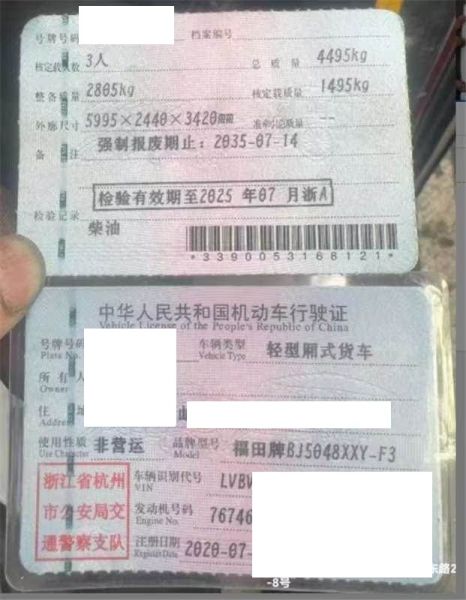 号牌号码
档案编号
核定载人数 3人 总质量 4495kg
整备质量 2805kg 核定载质量 1495kg
外廓尺寸 5995×2440×3420 准牵引总质量 --
备注 强制报废期止：2035-07-14
检验有效期至2025 年07 月浙A
检验记录
柴油
*3390053168121*
中华人民共和国机动车行驶证
Vehicle License of the People's Republic of China
号牌号码 Plate No. 车辆类型 Vehicle Type 轻型厢式货车
所有人 Owner
住址 Address
使用性质 Use Character 非营运 品牌型号 Model 福田牌BJ5048XXY-F3
浙江省杭州
市公安局交
通警察支队
车辆识别代号 VIN
发动机号码 Engine No. 76746
注册日期 Register Date 2020-07-
-8号